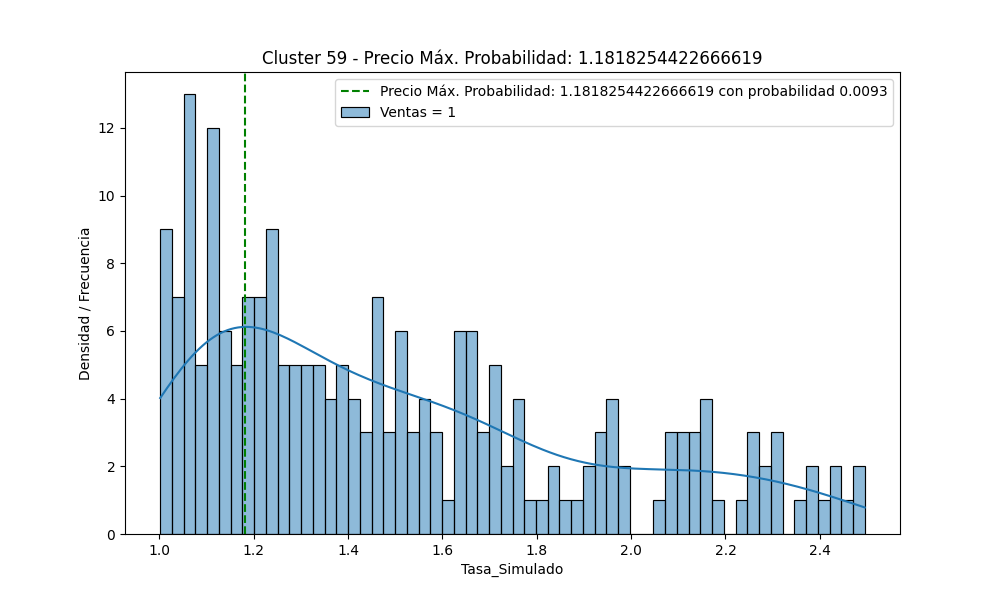 Cluster 59 - Precio Máx. Probabilidad: 1.1818254422666619
Precio Máx. Probabilidad: 1.1818254422666619 con probabilidad 0.0093
Ventas = 1
Densidad / Frecuencia
12
10
8
6
4
2
0
1.0 1.2 1.4 1.6 1.8 2.0 2.2 2.4
Tasa_Simulado